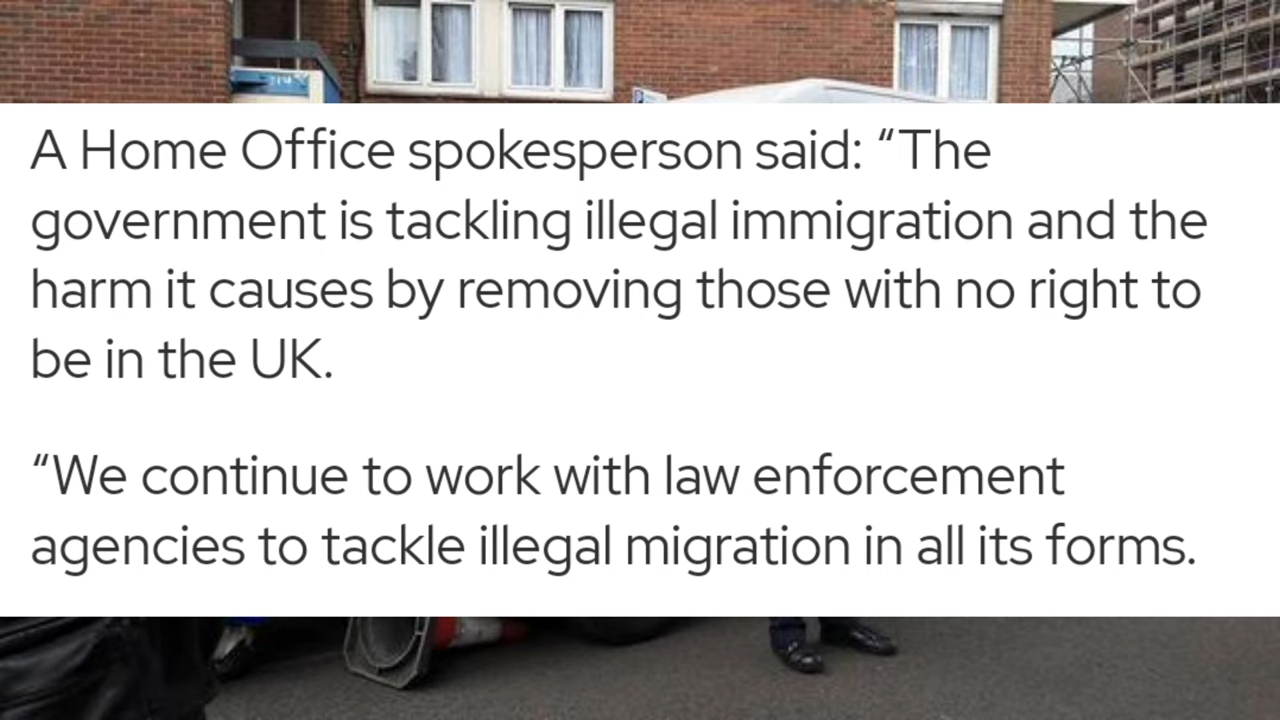 A Home Office spokesperson said: “The
government is tackling illegal immigration and the
harm it causes by removing those with no right to
be in the UK.
“We continue to work with law enforcement
agencies to tackle illegal migration in all its forms.